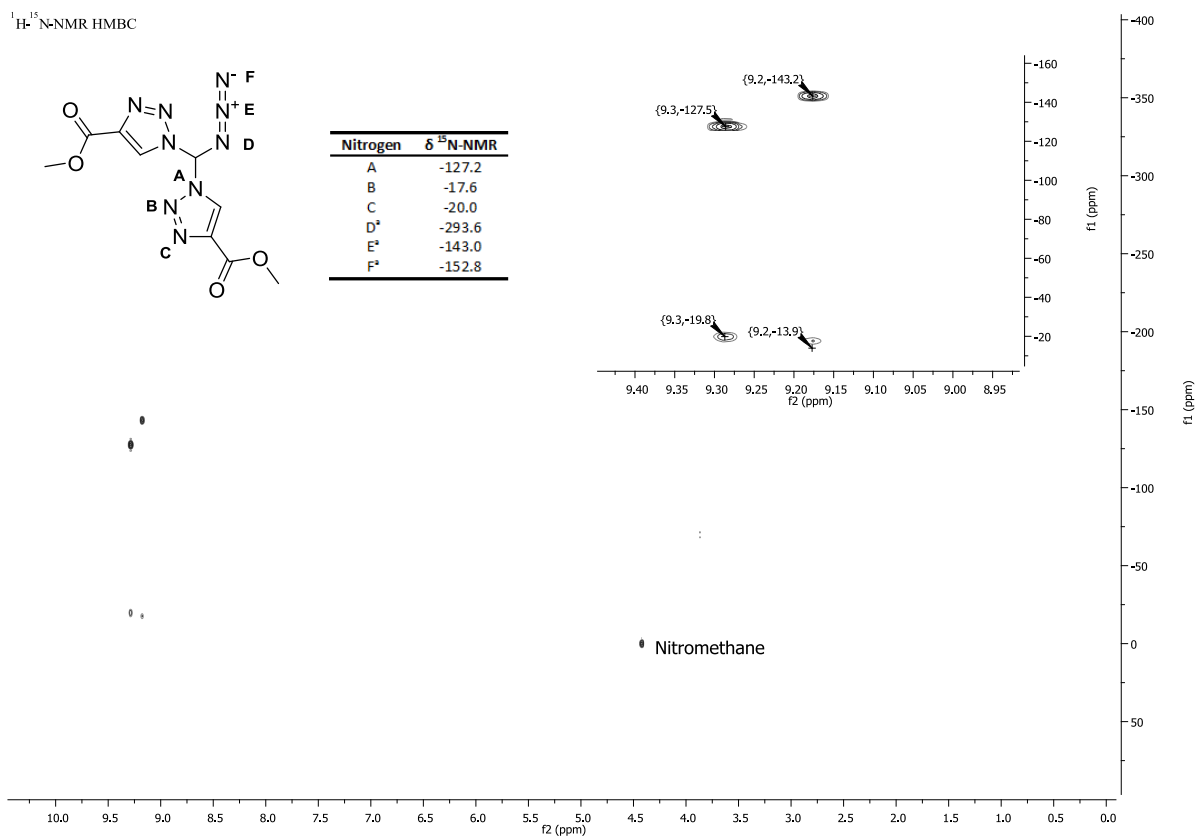 1H-15N-NMR HMBC
N- F
N+ E
N D
N N
N
O
O
A
N
B N
N
C
O
O
Nitrogen δ 15N-NMR
A -127.2
B -17.6
C -20.0
Dª -293.6
Eª -143.0
Fª -152.8
{9.2,-143.2}
{9.3,-127.5}
{9.3,-19.8}
{9.2,-13.9}
-160
-140
-120
-100
-80
-60
-40
-20
f1 (ppm)
9.40 9.35 9.30 9.25 9.20 9.15 9.10 9.05 9.00 8.95
f2 (ppm)
Nitromethane
-400
-350
-300
-250
-200
-150
-100
-50
0
50
f1 (ppm)
10.0 9.5 9.0 8.5 8.0 7.5 7.0 6.5 6.0 5.5 5.0 4.5 4.0 3.5 3.0 2.5 2.0 1.5 1.0 0.5 0.0
f2 (ppm)